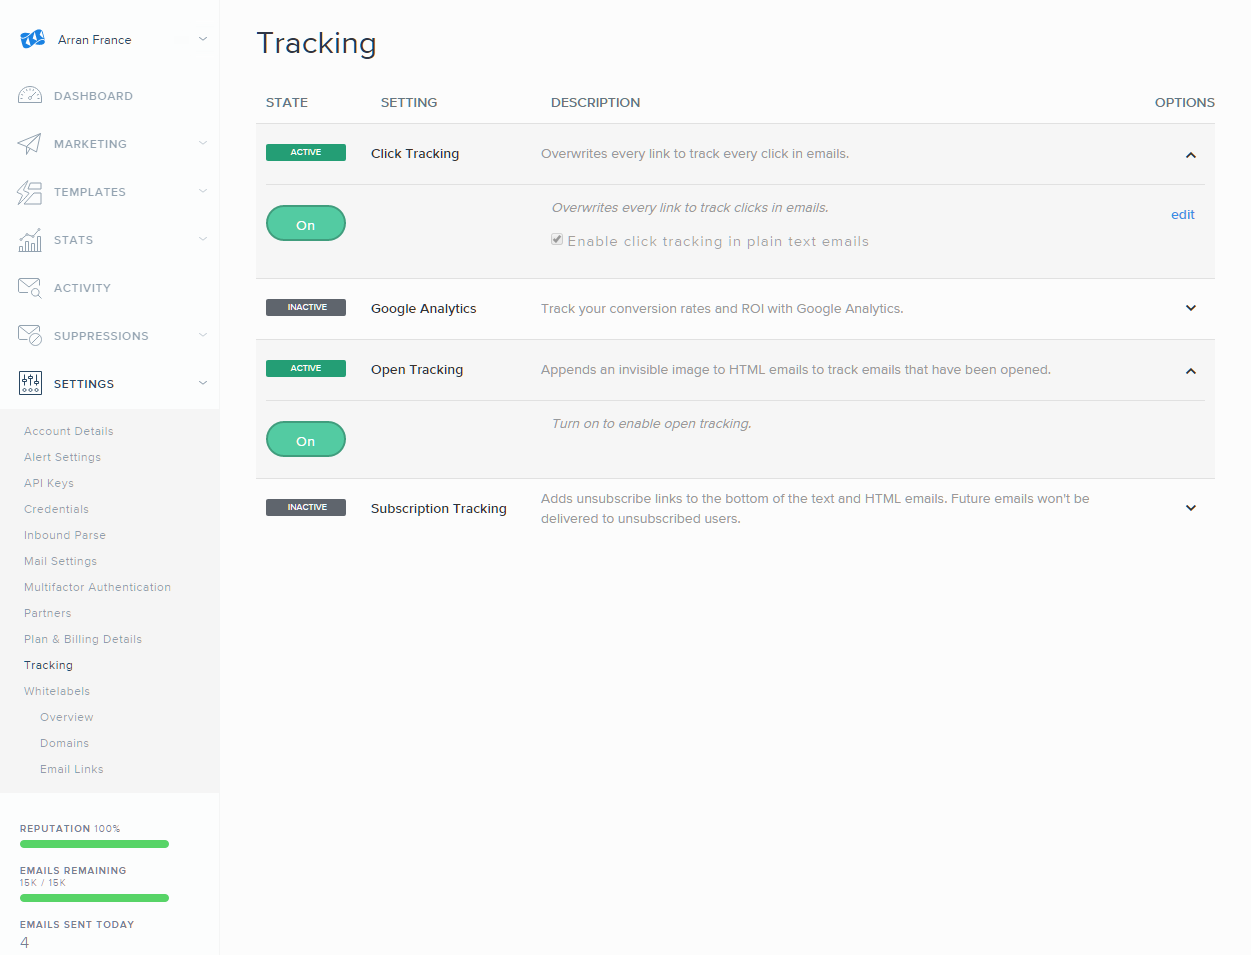 Arran France
DASHBOARD
MARKETING
TEMPLATES
STATS
ACTIVITY
SUPPRESSIONS
SETTINGS
Account Details
Alert Settings
API Keys
Credentials
Inbound Parse
Mail Settings
Multifactor Authentication
Partners
Plan & Billing Details
Tracking
Whitelabels
Overview
Domains
Email Links
REPUTATION 100%
EMAILS REMAINING
15K / 15K
EMAILS SENT TODAY
4
Tracking
STATE SETTING DESCRIPTION OPTIONS
ACTIVE Click Tracking Overwrites every link to track every click in emails.
Overwrites every link to track clicks in emails.
On edit
Enable click tracking in plain text emails
INACTIVE Google Analytics Track your conversion rates and ROI with Google Analytics.
ACTIVE Open Tracking Appends an invisible image to HTML emails to track emails that have been opened.
Turn on to enable open tracking.
On
INACTIVE Subscription Tracking Adds unsubscribe links to the bottom of the text and HTML emails. Future emails won't be
delivered to unsubscribed users.